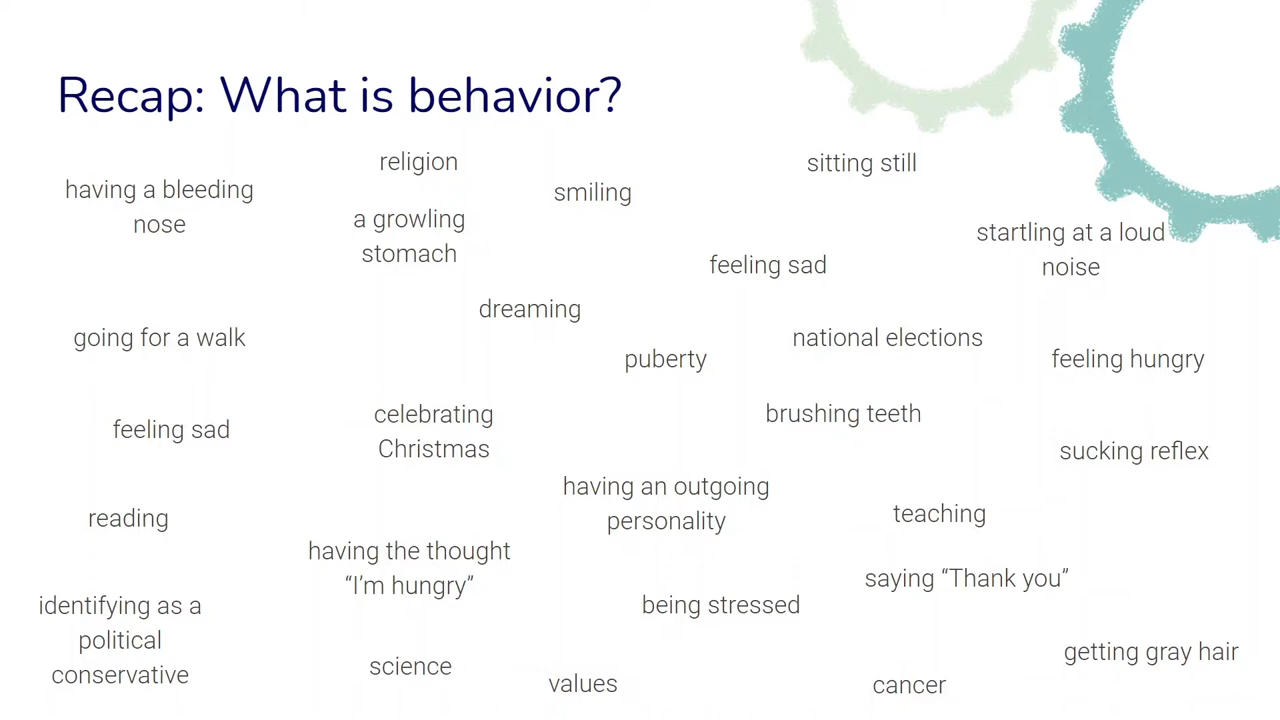 Recap: What is behavior?
religion
sitting still
having a bleeding
nose
smiling
a growling
stomach
startling at a loud
noise
feeling sad
dreaming
going for a walk
national elections
puberty
feeling hungry
celebrating
Christmas
brushing teeth
feeling sad
sucking reflex
having an outgoing
personality
reading
teaching
having the thought
“I’m hungry”
saying “Thank you”
identifying as a
political
conservative
being stressed
getting gray hair
science
values
cancer